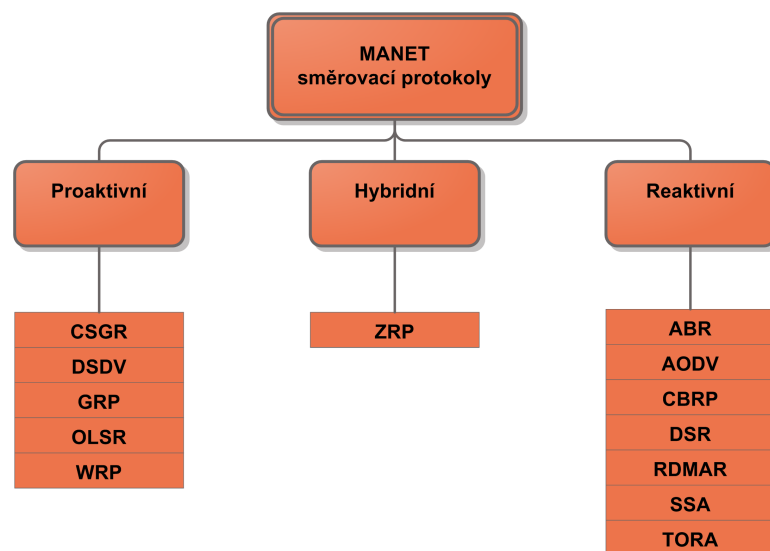 MANET
směrovací protokoly
Proaktivní
Hybridní
Reaktivní
CSGR
DSDV
GRP
OLSR
WRP
ZRP
ABR
AODV
CBRP
DSR
RDMAR
SSA
TORA